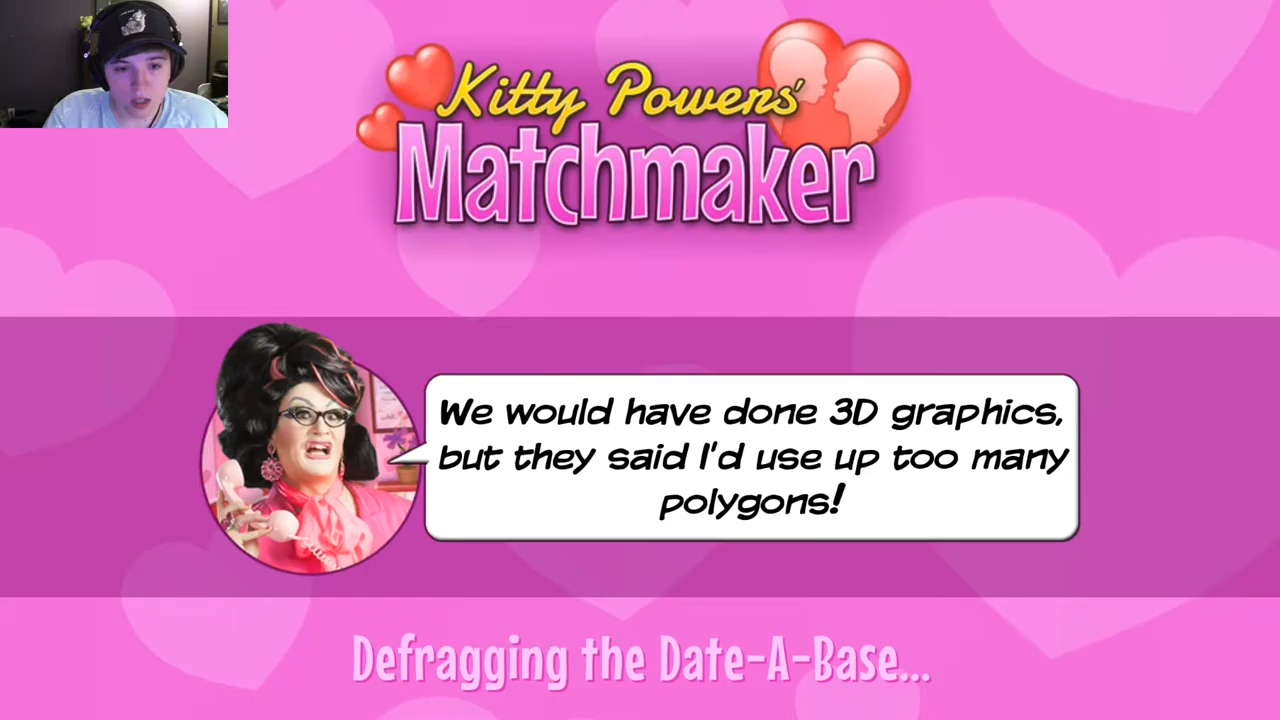 Kitty Powers'
Matchmaker
We would have done 3D graphics,
but they said I'd use up too many
polygons!
Defragging the Date-A-Base...